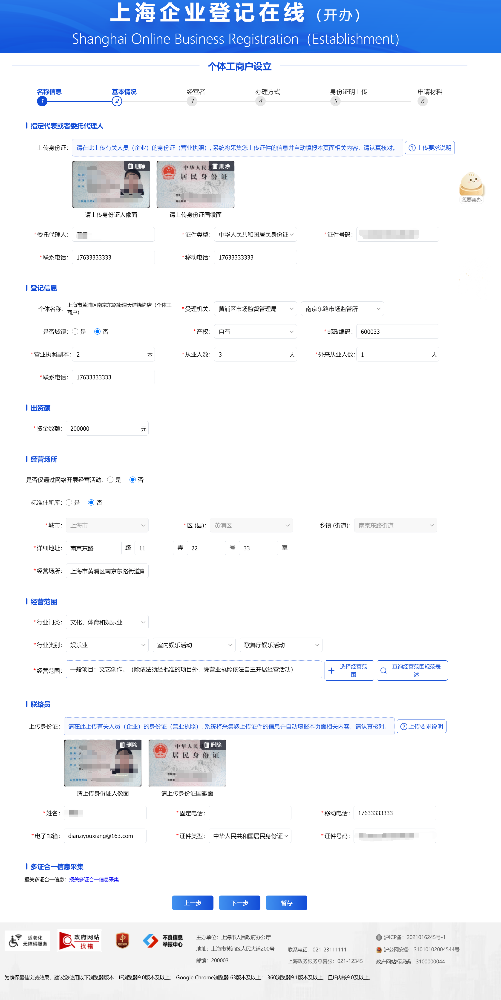 上海企业登记在线（开办）
Shanghai Online Business Registration（Establishment）
个体工商户设立
名称信息 基本情况 经营者 办理方式 身份证明上传 申请材料
1 2 3 4 5 6
指定代表或者委托代理人
上传身份证： 请在此上传有关人员（企业）的身份证（营业执照），系统将采集您上传证件的信息并自动填报本页面相关内容，请认真核对。 上传要求说明
删除 删除
中华人民共
居民身份证
公民身份号码
有效期限
请上传身份证人像面 请上传身份证国徽面
我要帮办
*委托代理人： *证件类型： 中华人民共和国居民身份证 *证件号码：
*联系电话： 17633333333 *移动电话： 17633333333
登记信息
个体名称： 上海市黄浦区南京东路街道天洋烧烤店（个体工
商户）
*受理机关： 黄浦区市场监督管理局 南京东路市场监管所
是否城镇： 是 否 *产权： 自有 *邮政编码： 600033
*营业执照副本： 2 本 *从业人数： 3 人 *外来从业人数： 1 人
*联系电话： 17633333333
出资额
*资金数额： 200000 元
经营场所
是否仅通过网络开展经营活动： 是 否
标准住所库： 是 否
*城市： 上海市 *区 (县)： 黄浦区 乡镇 (街道)： 南京东路街道
*详细地址： 南京东路 路 11 弄 22 号 33 室
*经营场所： 上海市黄浦区南京东路街道南
经营范围
*行业门类： 文化、体育和娱乐业
*行业类别： 娱乐业 室内娱乐活动 歌舞厅娱乐活动
*经营范围： 一般项目：文艺创作。（除依法须经批准的项目外，凭营业执照依法自主开展经营活动）
选择经营范
围
查询经营范围规范表
述
联络员
上传身份证： 请在此上传有关人员（企业）的身份证（营业执照），系统将采集您上传证件的信息并自动填报本页面相关内容，请认真核对。 上传要求说明
删除 删除
中华人民共
居民身份证
公民身份号码
请上传身份证人像面 请上传身份证国徽面
*姓名： *固定电话： *移动电话： 17633333333
*电子邮箱： dianziyouxiang@163.com *证件类型： 中华人民共和国居民身份证 *证件号码：
多证合一信息采集
报关多证合一信息：报关多证合一信息采集
上一步 下一步 暂存
适老化
无障碍服务
政府网站
找错
党政机关
不良信息
举报中心
主办单位：上海市人民政府办公厅
地址：上海市黄浦区人民大道200号
邮编：200003
联系电话：021-23111111
上海政务服务总客服：021-12345
沪ICP备：2021016245号-1
沪公网安备：31010102004544号
政府网站标识码：3100000044
为确保最佳浏览效果，建议您使用以下浏览器版本：IE浏览器9.0版本及以上； Google Chrome浏览器 63版本及以上； 360浏览器9.1版本及以上，且IE内核9.0及以上。